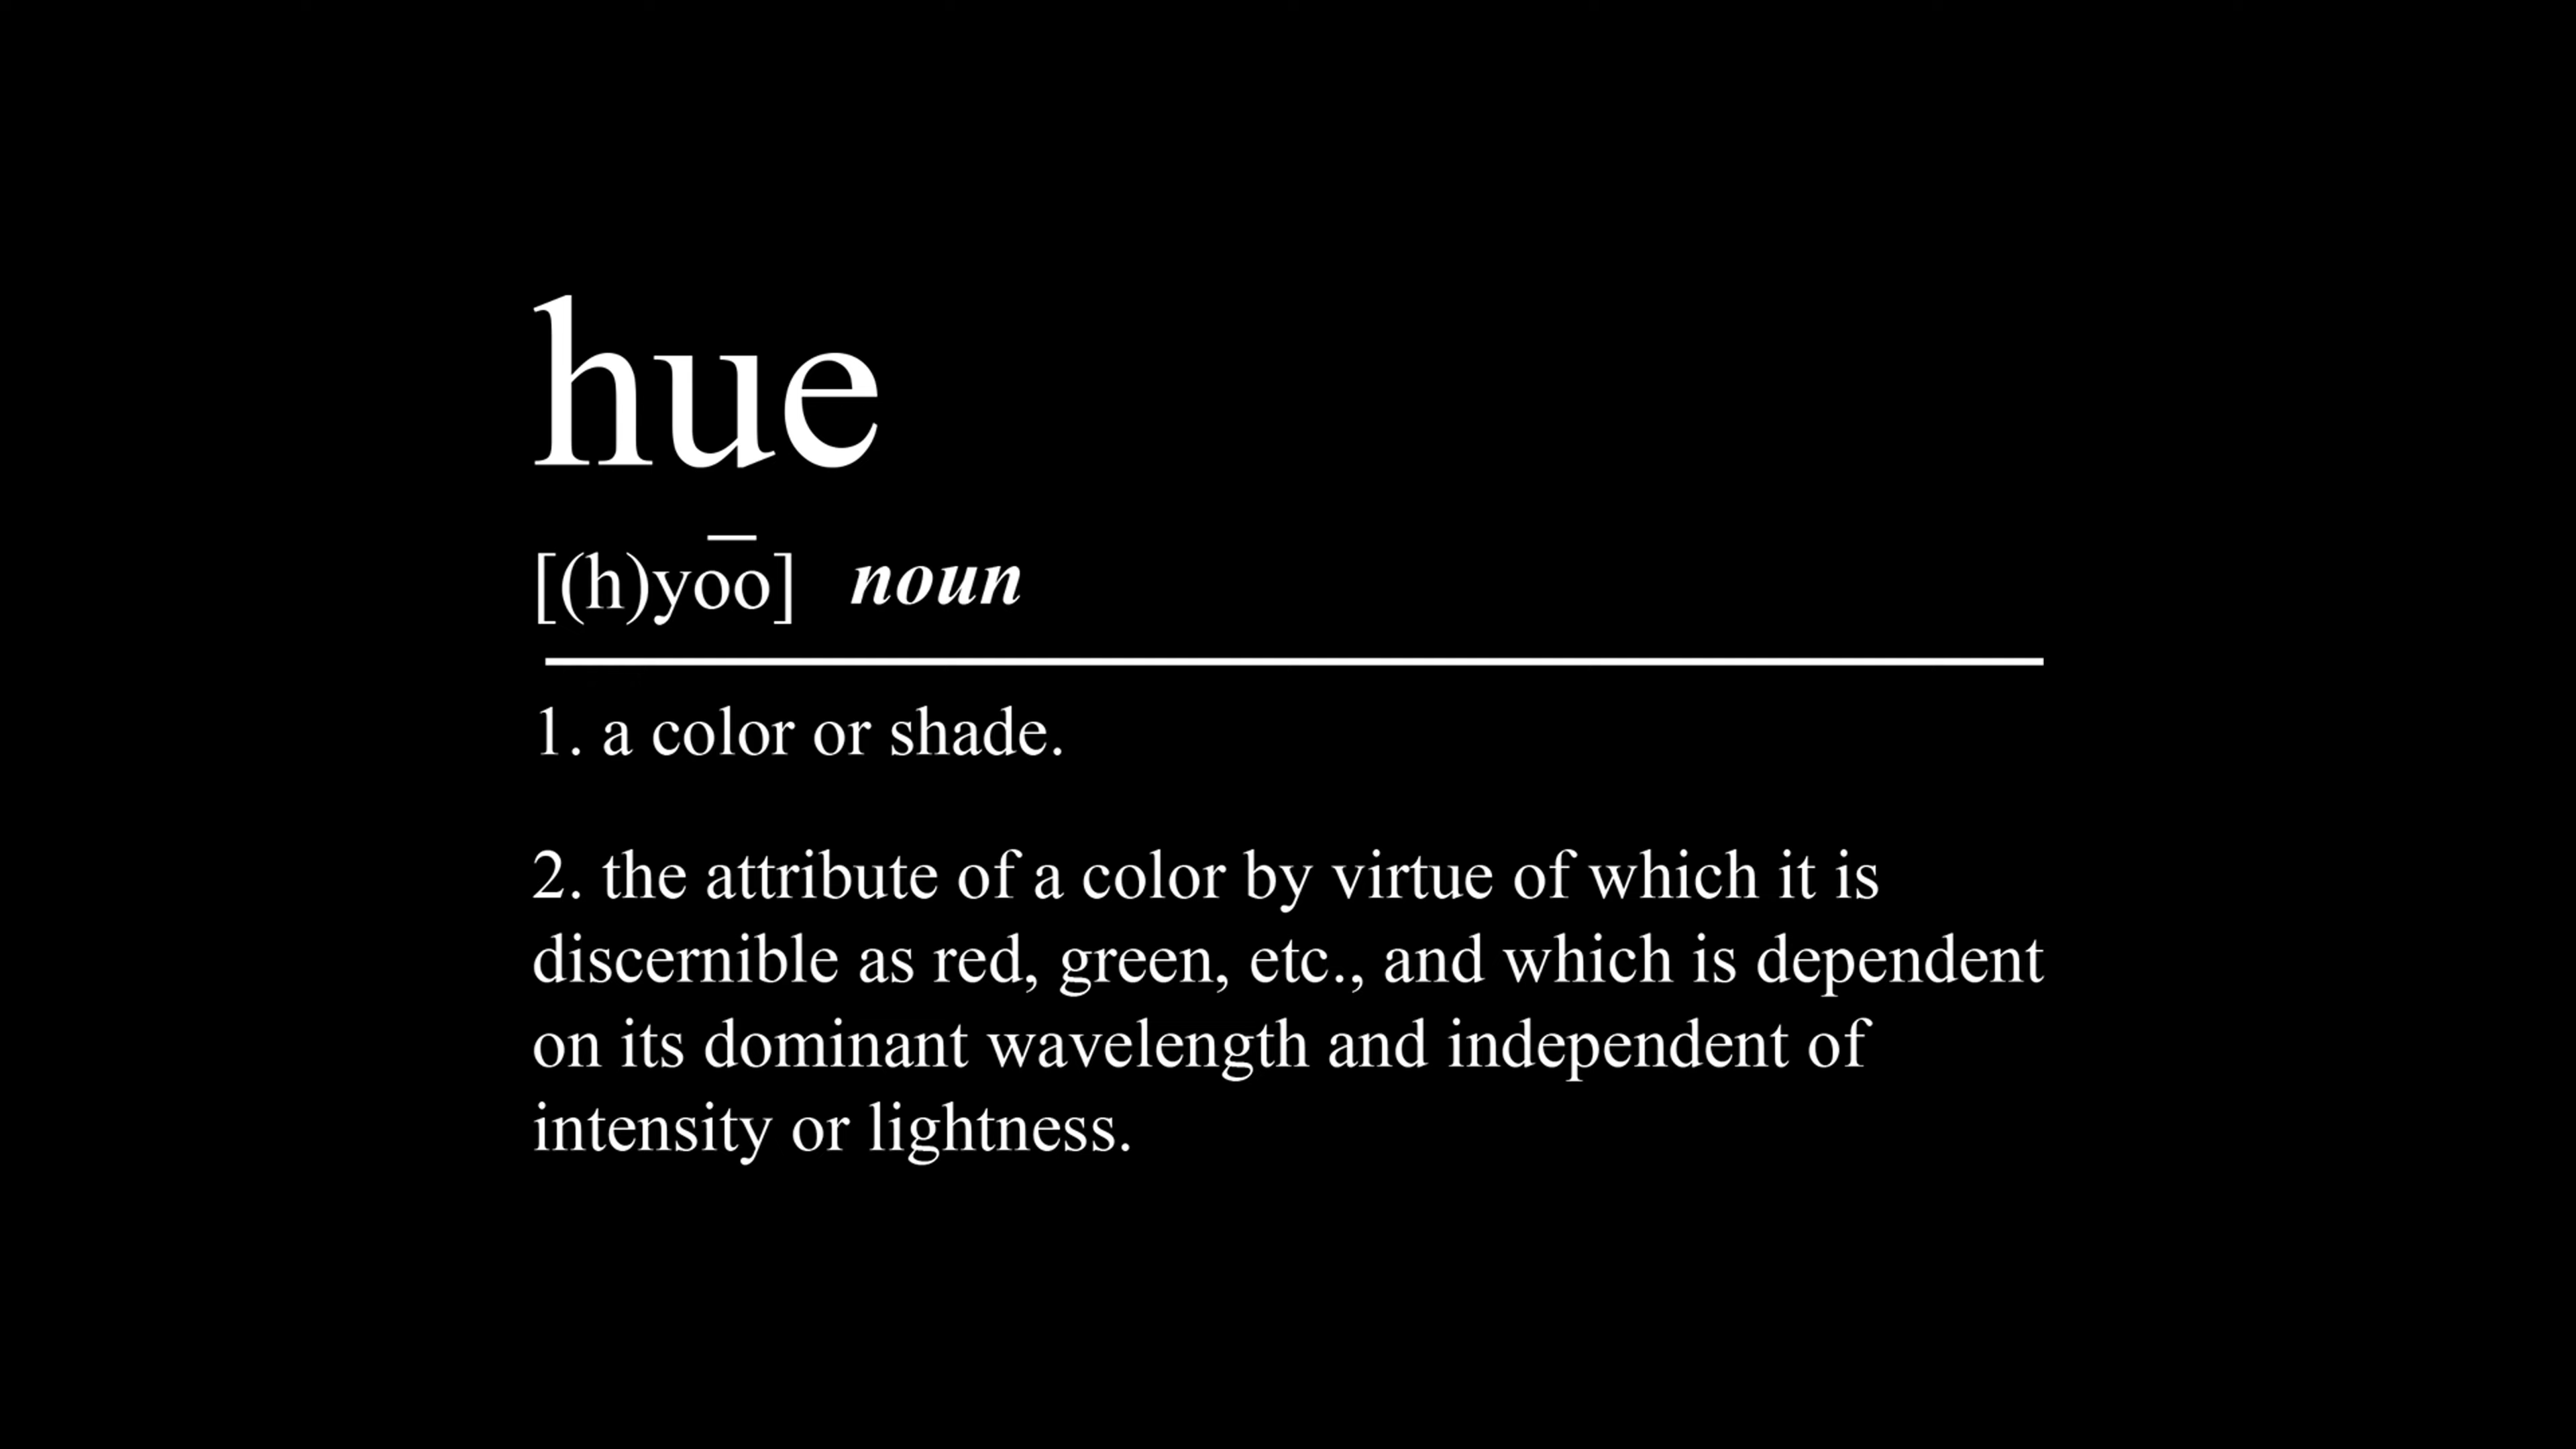 hue
[(h)yo͞o] noun
1. a color or shade.
2. the attribute of a color by virtue of which it is
discernible as red, green, etc., and which is dependent
on its dominant wavelength and independent of
intensity or lightness.